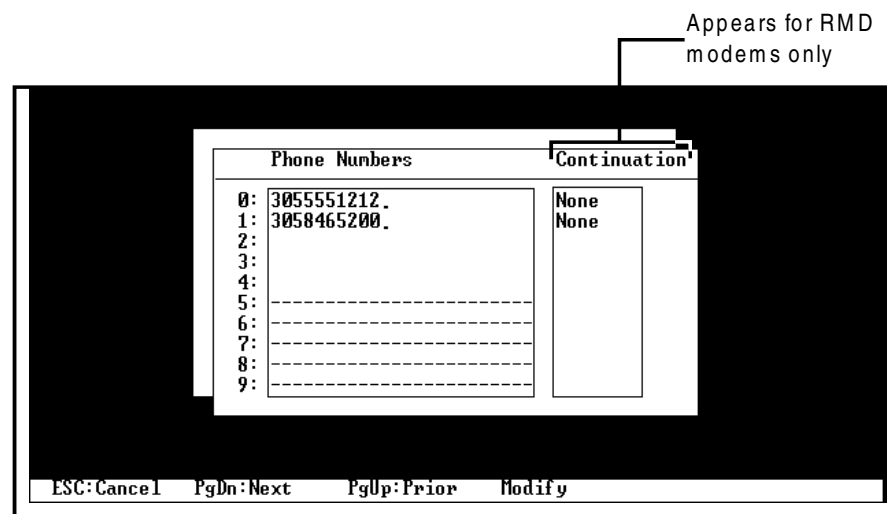 Appears for RMD
modems only
Phone Numbers Continuation
0: 3055551212. None
1: 3058465200. None
2:
3:
4:
5: ------------------------
6: ------------------------
7: ------------------------
8: ------------------------
9: ------------------------
ESC:Cancel PgDn:Next PgUp:Prior Modify